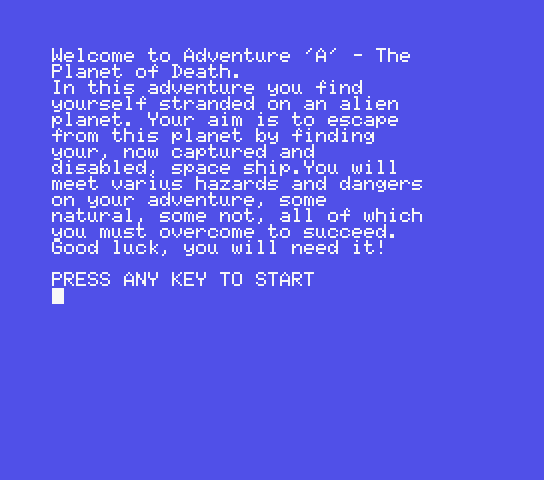 Welcome to Adventure 'A' - The
Planet of Death.
In this adventure you find
yourself stranded on an alien
planet. Your aim is to escape
from this planet by finding
your, now captured and
disabled, space ship.You will
meet varius hazards and dangers
on your adventure, some
natural, some not, all of which
you must overcome to succeed.
Good luck, you will need it!
PRESS ANY KEY TO START